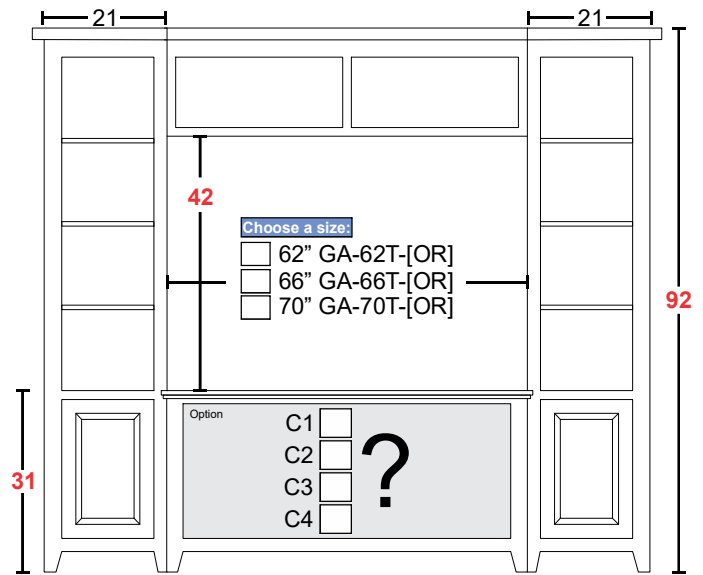 21
21
42
Choose a size:
62” GA-62T-[OR]
66” GA-66T-[OR]
70” GA-70T-[OR]
92
31
Option
C1
C2
C3
C4
?